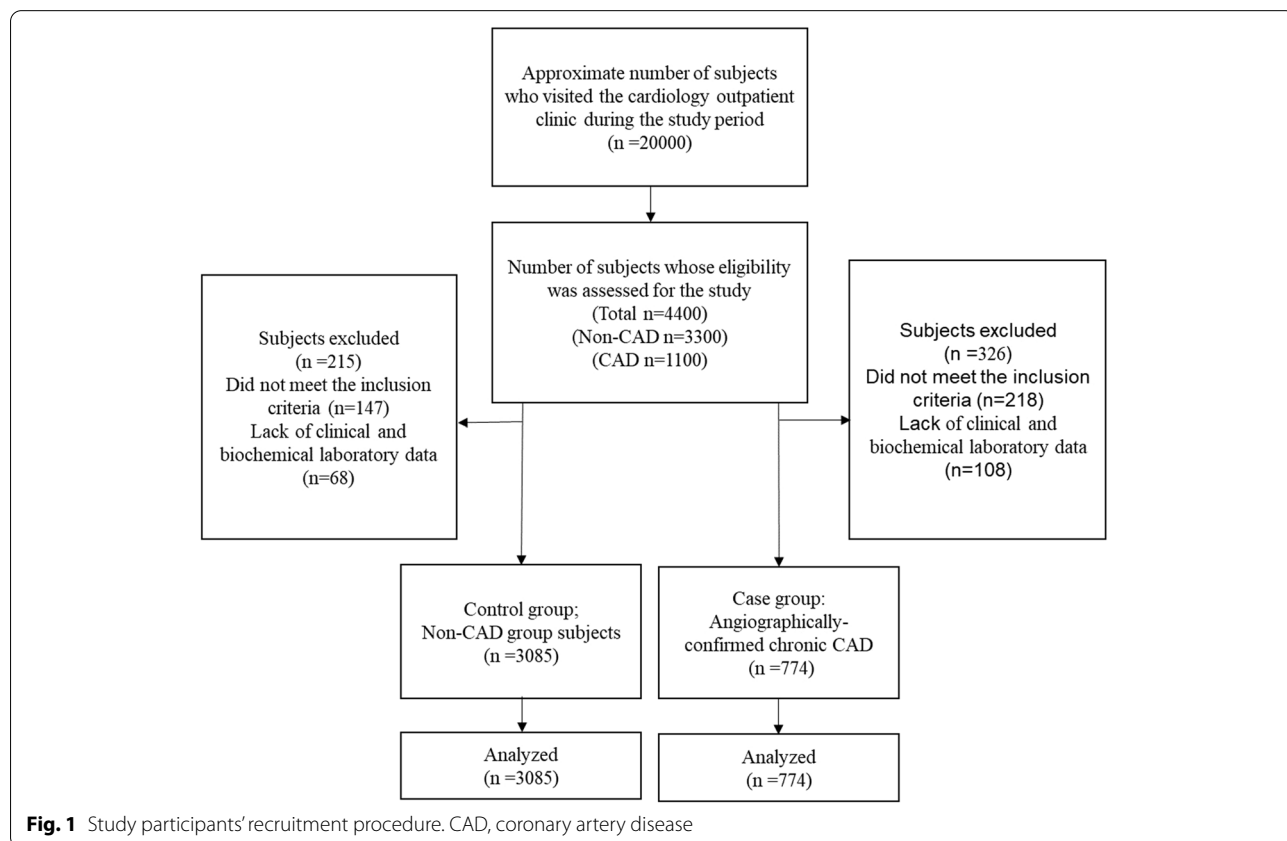 Approximate number of subjects
who visited the cardiology outpatient
clinic during the study period
(n =20000)
Number of subjects whose eligibility
was assessed for the study
(Total n=4400)
(Non-CAD n=3300)
(CAD n=1100)
Subjects excluded
(n =215)
Did not meet the inclusion
criteria (n=147)
Lack of clinical and
biochemical laboratory data
(n=68)
Subjects excluded
(n =326)
Did not meet the inclusion
criteria (n=218)
Lack of clinical and
biochemical laboratory data
(n=108)
Control group;
Non-CAD group subjects
(n =3085)
Case group:
Angiographically-
confirmed chronic CAD
(n =774)
Analyzed
(n =3085)
Analyzed
(n =774)
Fig. 1 Study participants’ recruitment procedure. CAD, coronary artery disease